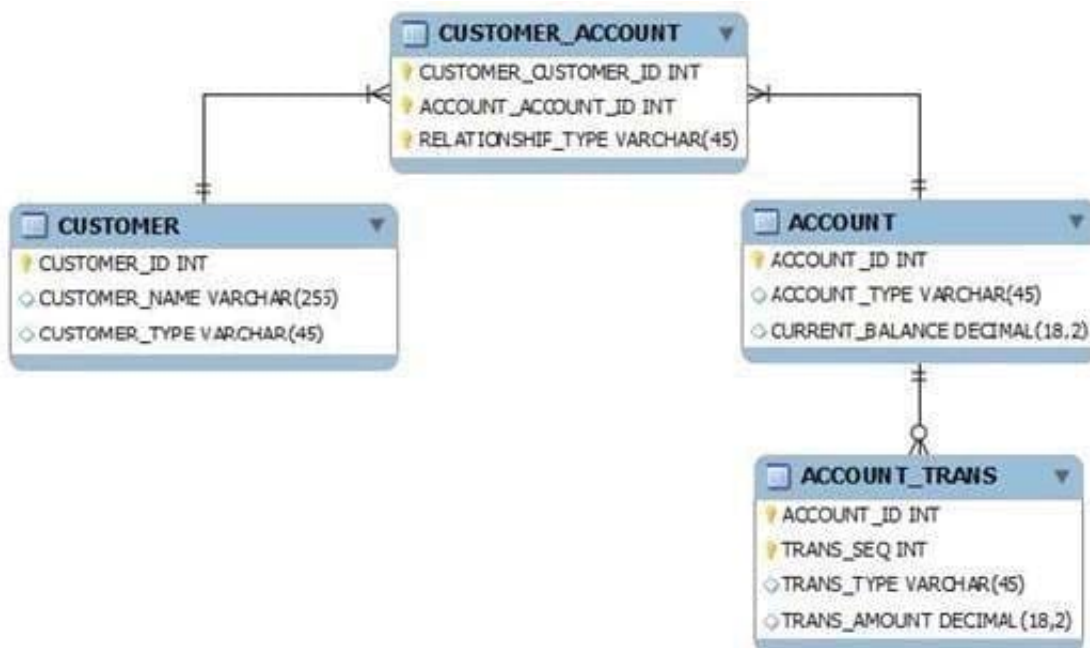 CUSTOMER_ACCOUNT
CUSTOMER_CUSTOMER_ID INT
ACCOUNT_ACCOUNT_ID INT
RELATIONSHIF_TYPE VARCHAR(45)
CUSTOMER
CUSTOMER_ID INT
CUSTOMER_NAME VARCHAR(255)
CUSTOMER_TYPE VARCHAR(45)
ACCOUNT
ACCOUNT_ID INT
ACCOUNT_TYPE VARCHAR(45)
CURRENT_BALANCE DECIMAL(18,2)
ACCOUNT_TRANS
ACCOUNT_ID INT
TRANS_SEQ INT
TRANS_TYPE VARCHAR(45)
TRANS_AMOUNT DECIMAL(18,2)